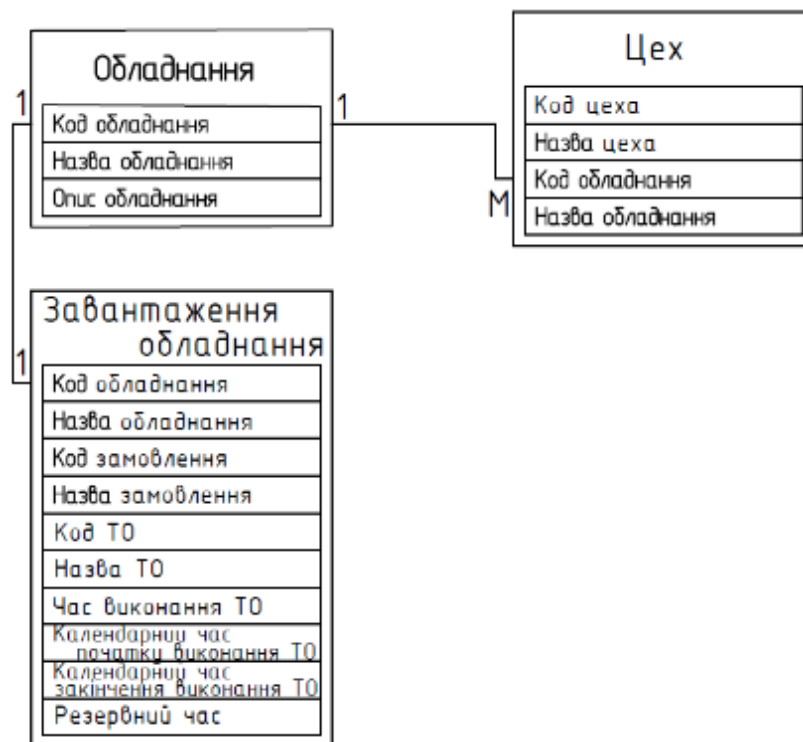 Обладнання
1
Код обладнання
Назва обладнання
Опис обладнання
1
Цех
Код цеха
Назва цеха
Код обладнання
Назва обладнання
М
Завантаження
обладнання
1
Код обладнання
Назва обладнання
Код замовлення
Назва замовлення
Код ТО
Назва ТО
Час виконання ТО
Календарний час
початку виконання ТО
Календарний час
закінчення виконання ТО
Резервний час